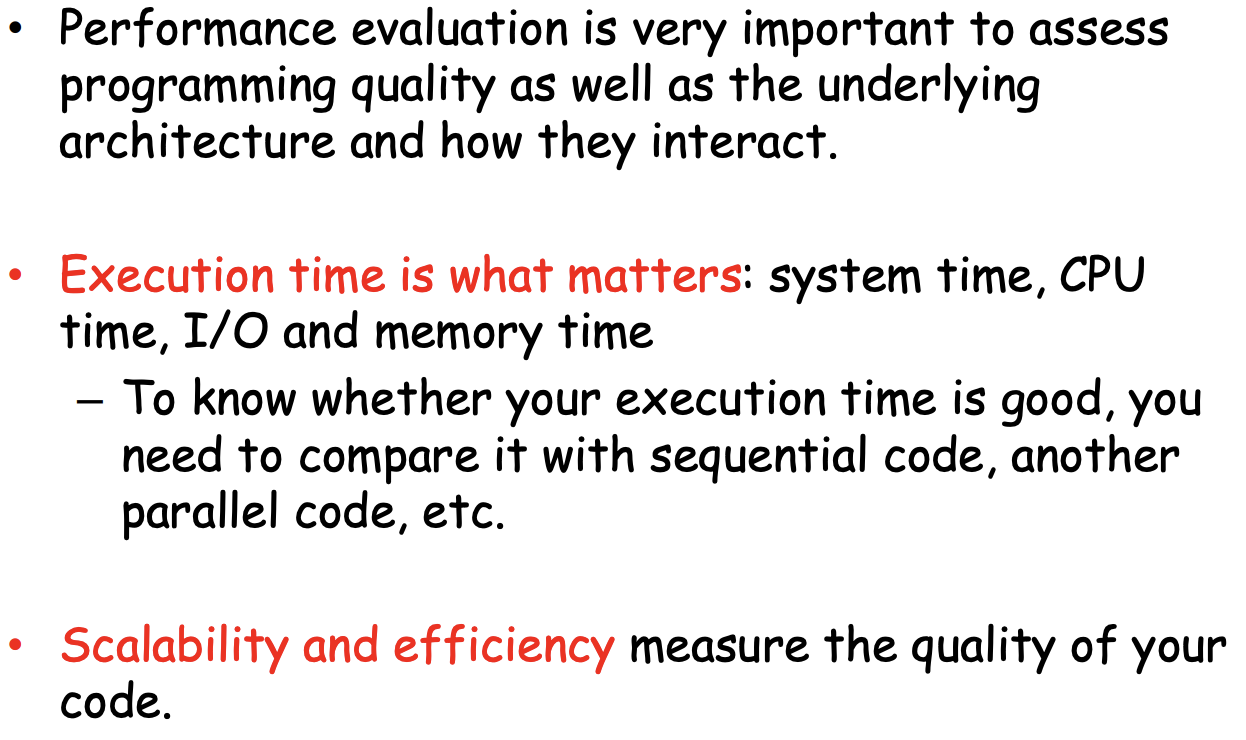 • Performance evaluation is very important to assess
programming quality as well as the underlying
architecture and how they interact.
• Execution time is what matters: system time, CPU
time, I/O and memory time
– To know whether your execution time is good, you
need to compare it with sequential code, another
parallel code, etc.
• Scalability and efficiency measure the quality of your
code.